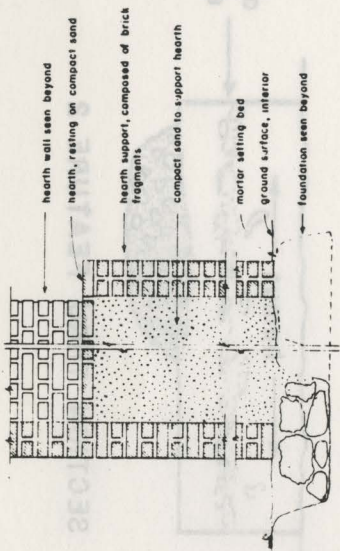 hearth wall seen beyond
hearth, resting on compact sand
hearth support, composed of brick
fragments
compact sand to support hearth
mortar setting bed
ground surface, interior
foundation seen beyond